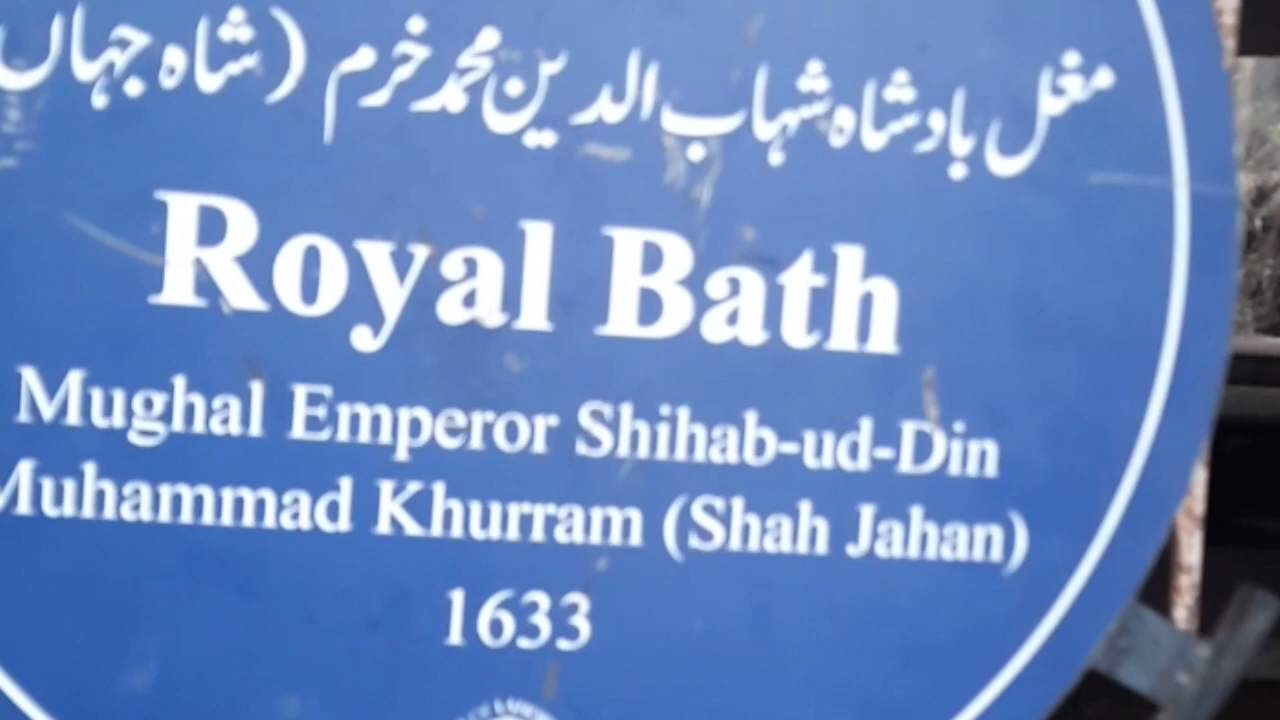 مغل بادشاہ شہاب الدین محمد خرم (شاہ جہاں
Royal Bath
Mughal Emperor Shihab-ud-Din
Muhammad Khurram (Shah Jahan)
1633